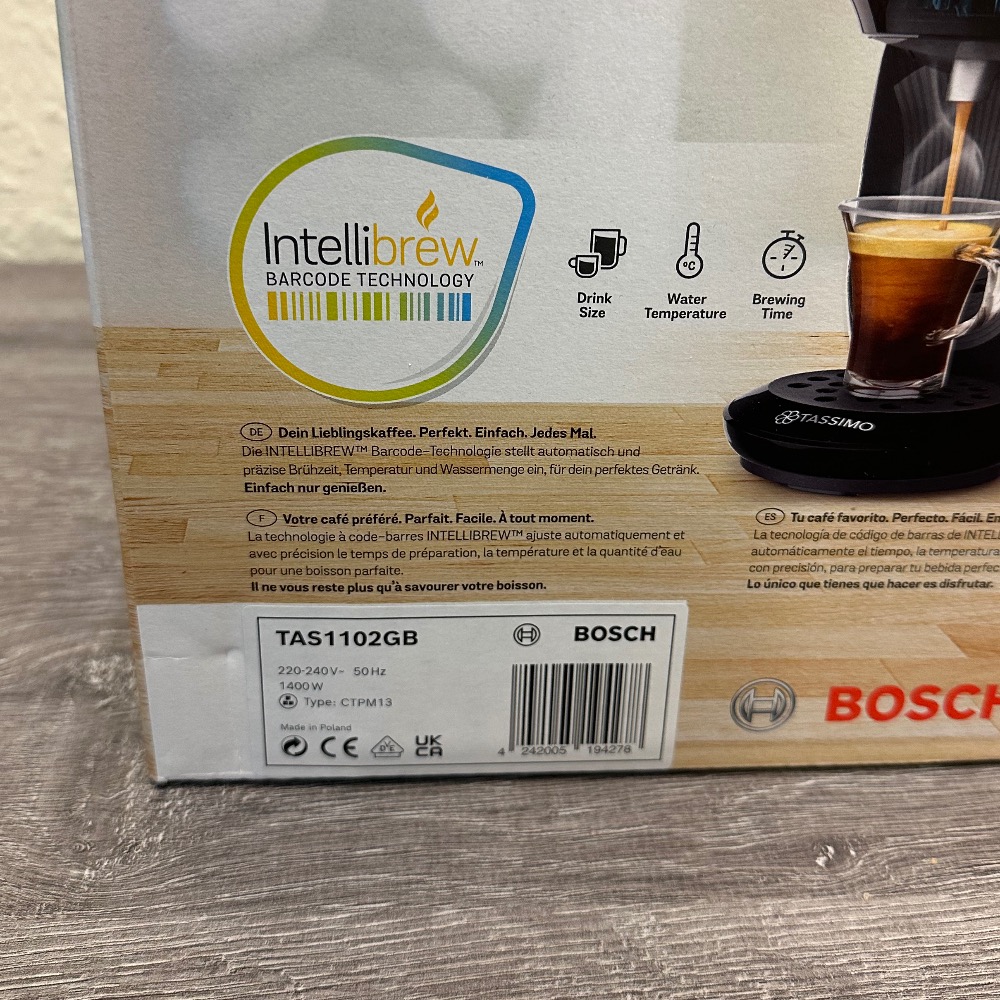 Intellibrew™
BARCODE TECHNOLOGY
Drink
Size
Water
Temperature
Brewing
Time
°C
TASSIMO
DE Dein Lieblingskaffee. Perfekt. Einfach. Jedes Mal.
Die INTELLIBREW™ Barcode-Technologie stellt automatisch und
präzise Brühzeit, Temperatur und Wassermenge ein, für dein perfektes Getränk.
Einfach nur genießen.
F Votre café préféré. Parfait. Facile. À tout moment.
La technologie à code-barres INTELLIBREW™ ajuste automatiquement et
avec précision le temps de préparation, la température et la quantité d'eau
pour une boisson parfaite.
Il ne vous reste plus qu'à savourer votre boisson.
ES Tu café favorito. Perfecto. Fácil.
La tecnología de código de barras de
automáticamente el tiempo, la temperatura
con precisión, para preparar tu bebida
Lo único que tienes que hacer es disfrutar.
TAS1102GB BOSCH
220-240V~ 50Hz
1400W
Type: CTPM13
Made in Poland
CE DVE UK
CA
4 242005 194278
BOSCH